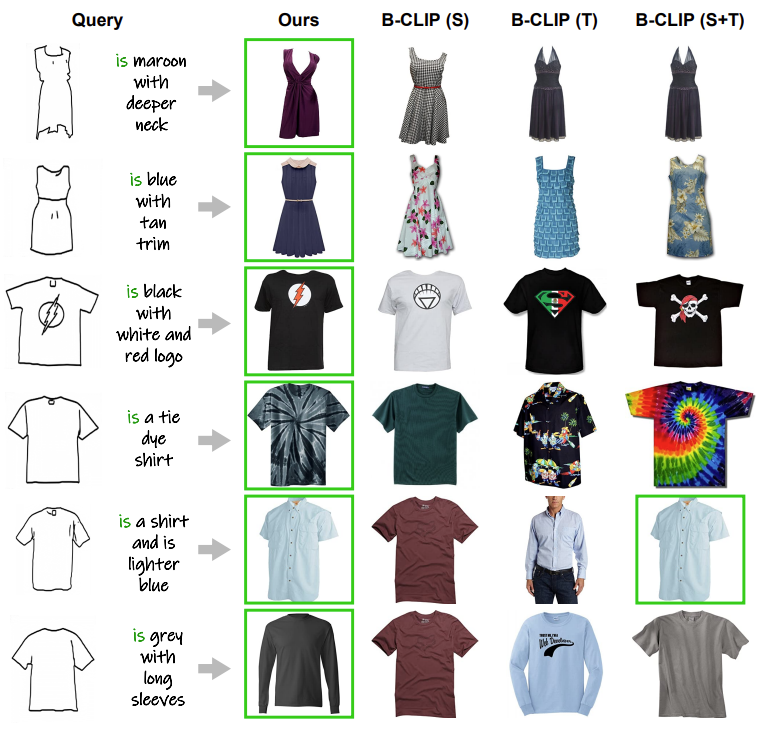 Query Ours B-CLIP (S) B-CLIP (T) B-CLIP (S+T)
is maroon
with
deeper
neck
is blue
with
tan
trim
is black
with
white and
red logo
is a tie
dye
shirt
is a shirt
and is
lighter
blue
is grey
with
long
sleeves